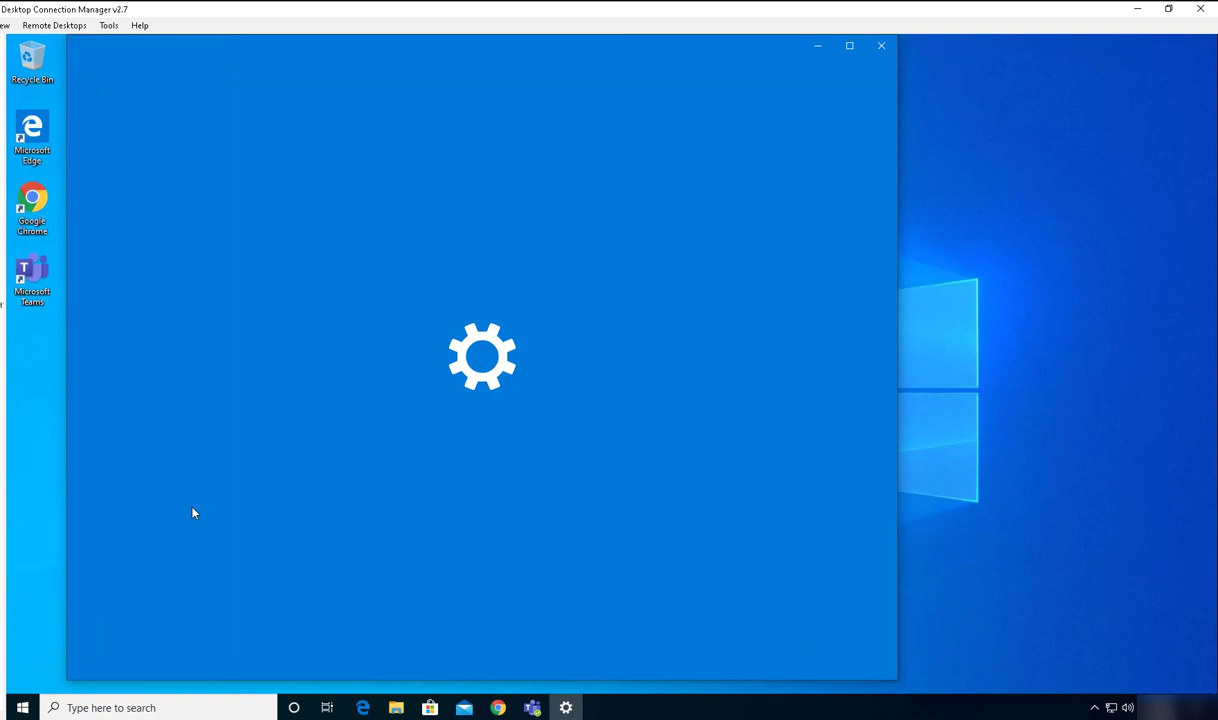 Desktop Connection Manager v2.7
ew Remote Desktops Tools Help
Recycle Bin
Microsoft
Edge
Google
Chrome
T
Microsoft
Teams
Type here to search